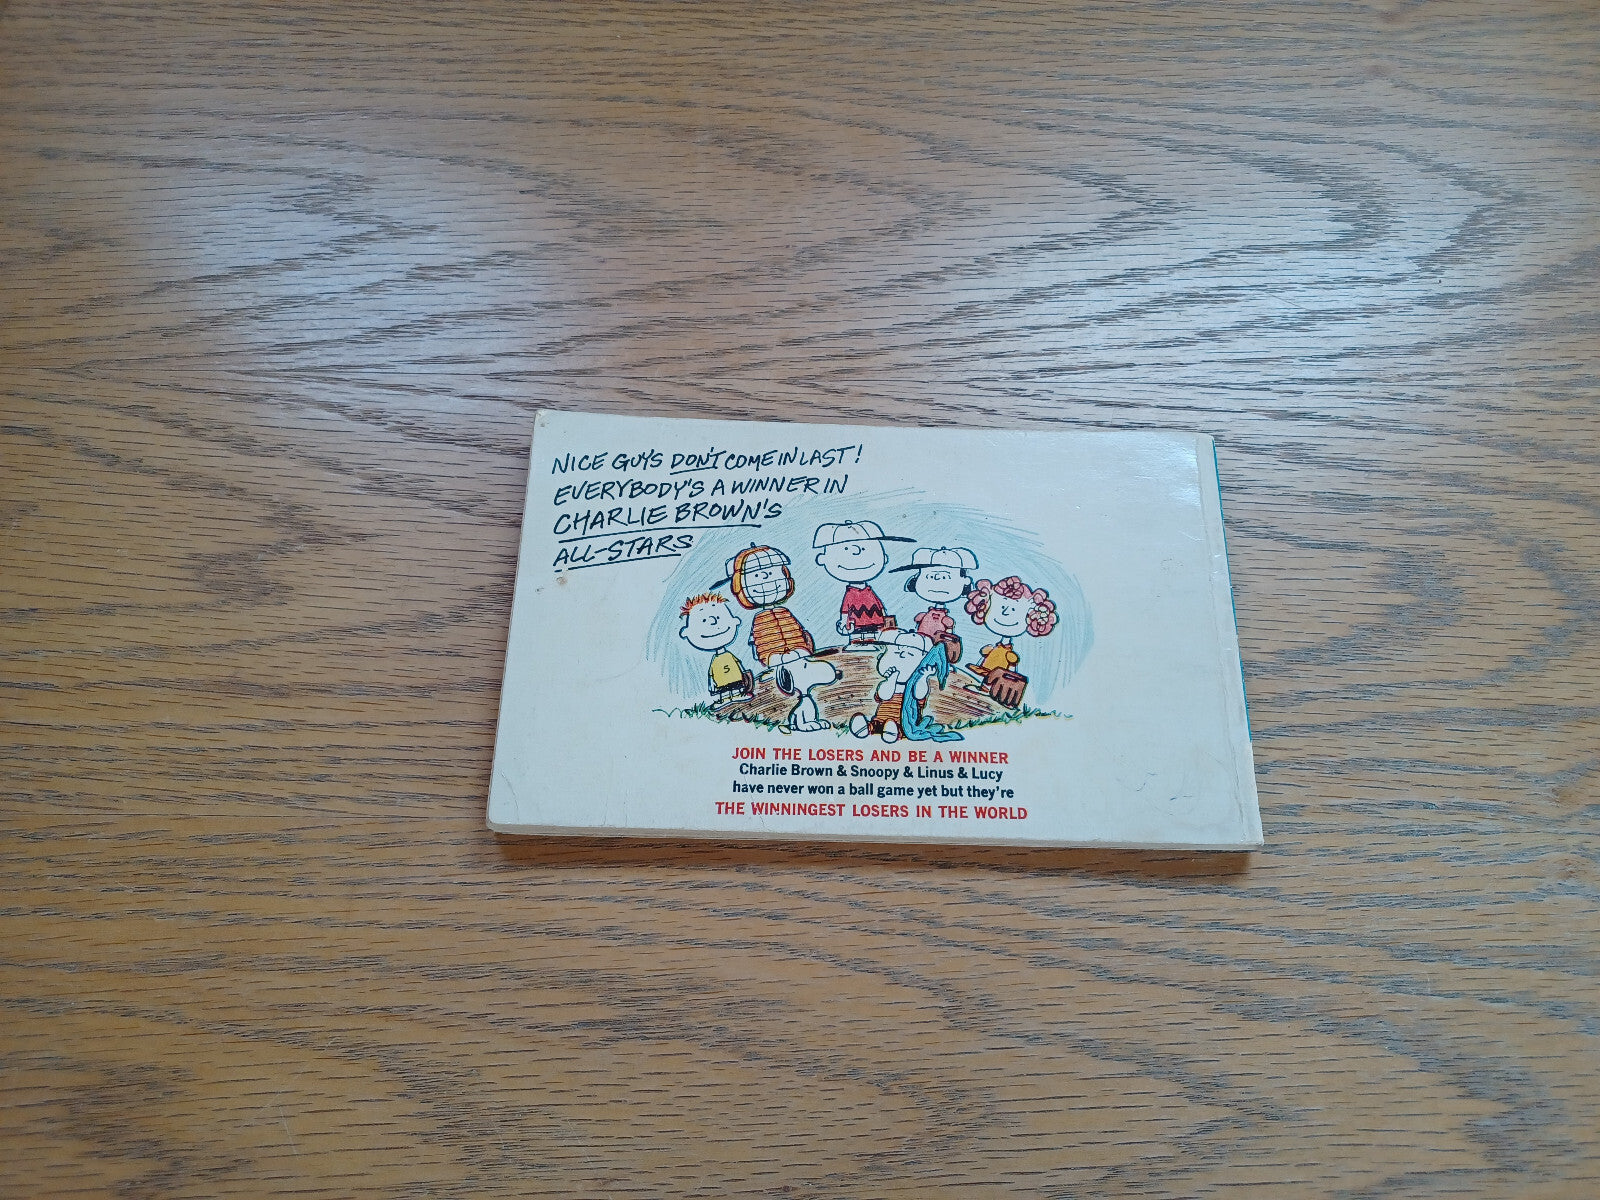 NICE GUYS DON'T COME IN LAST!
EVERYBODY'S A WINNER IN
CHARLIE BROWN'S
ALL-STARS
S
JOIN THE LOSERS AND BE A WINNER
Charlie Brown & Snoopy & Linus & Lucy
have never won a ball game yet but they're
THE WINNINGEST LOSERS IN THE WORLD